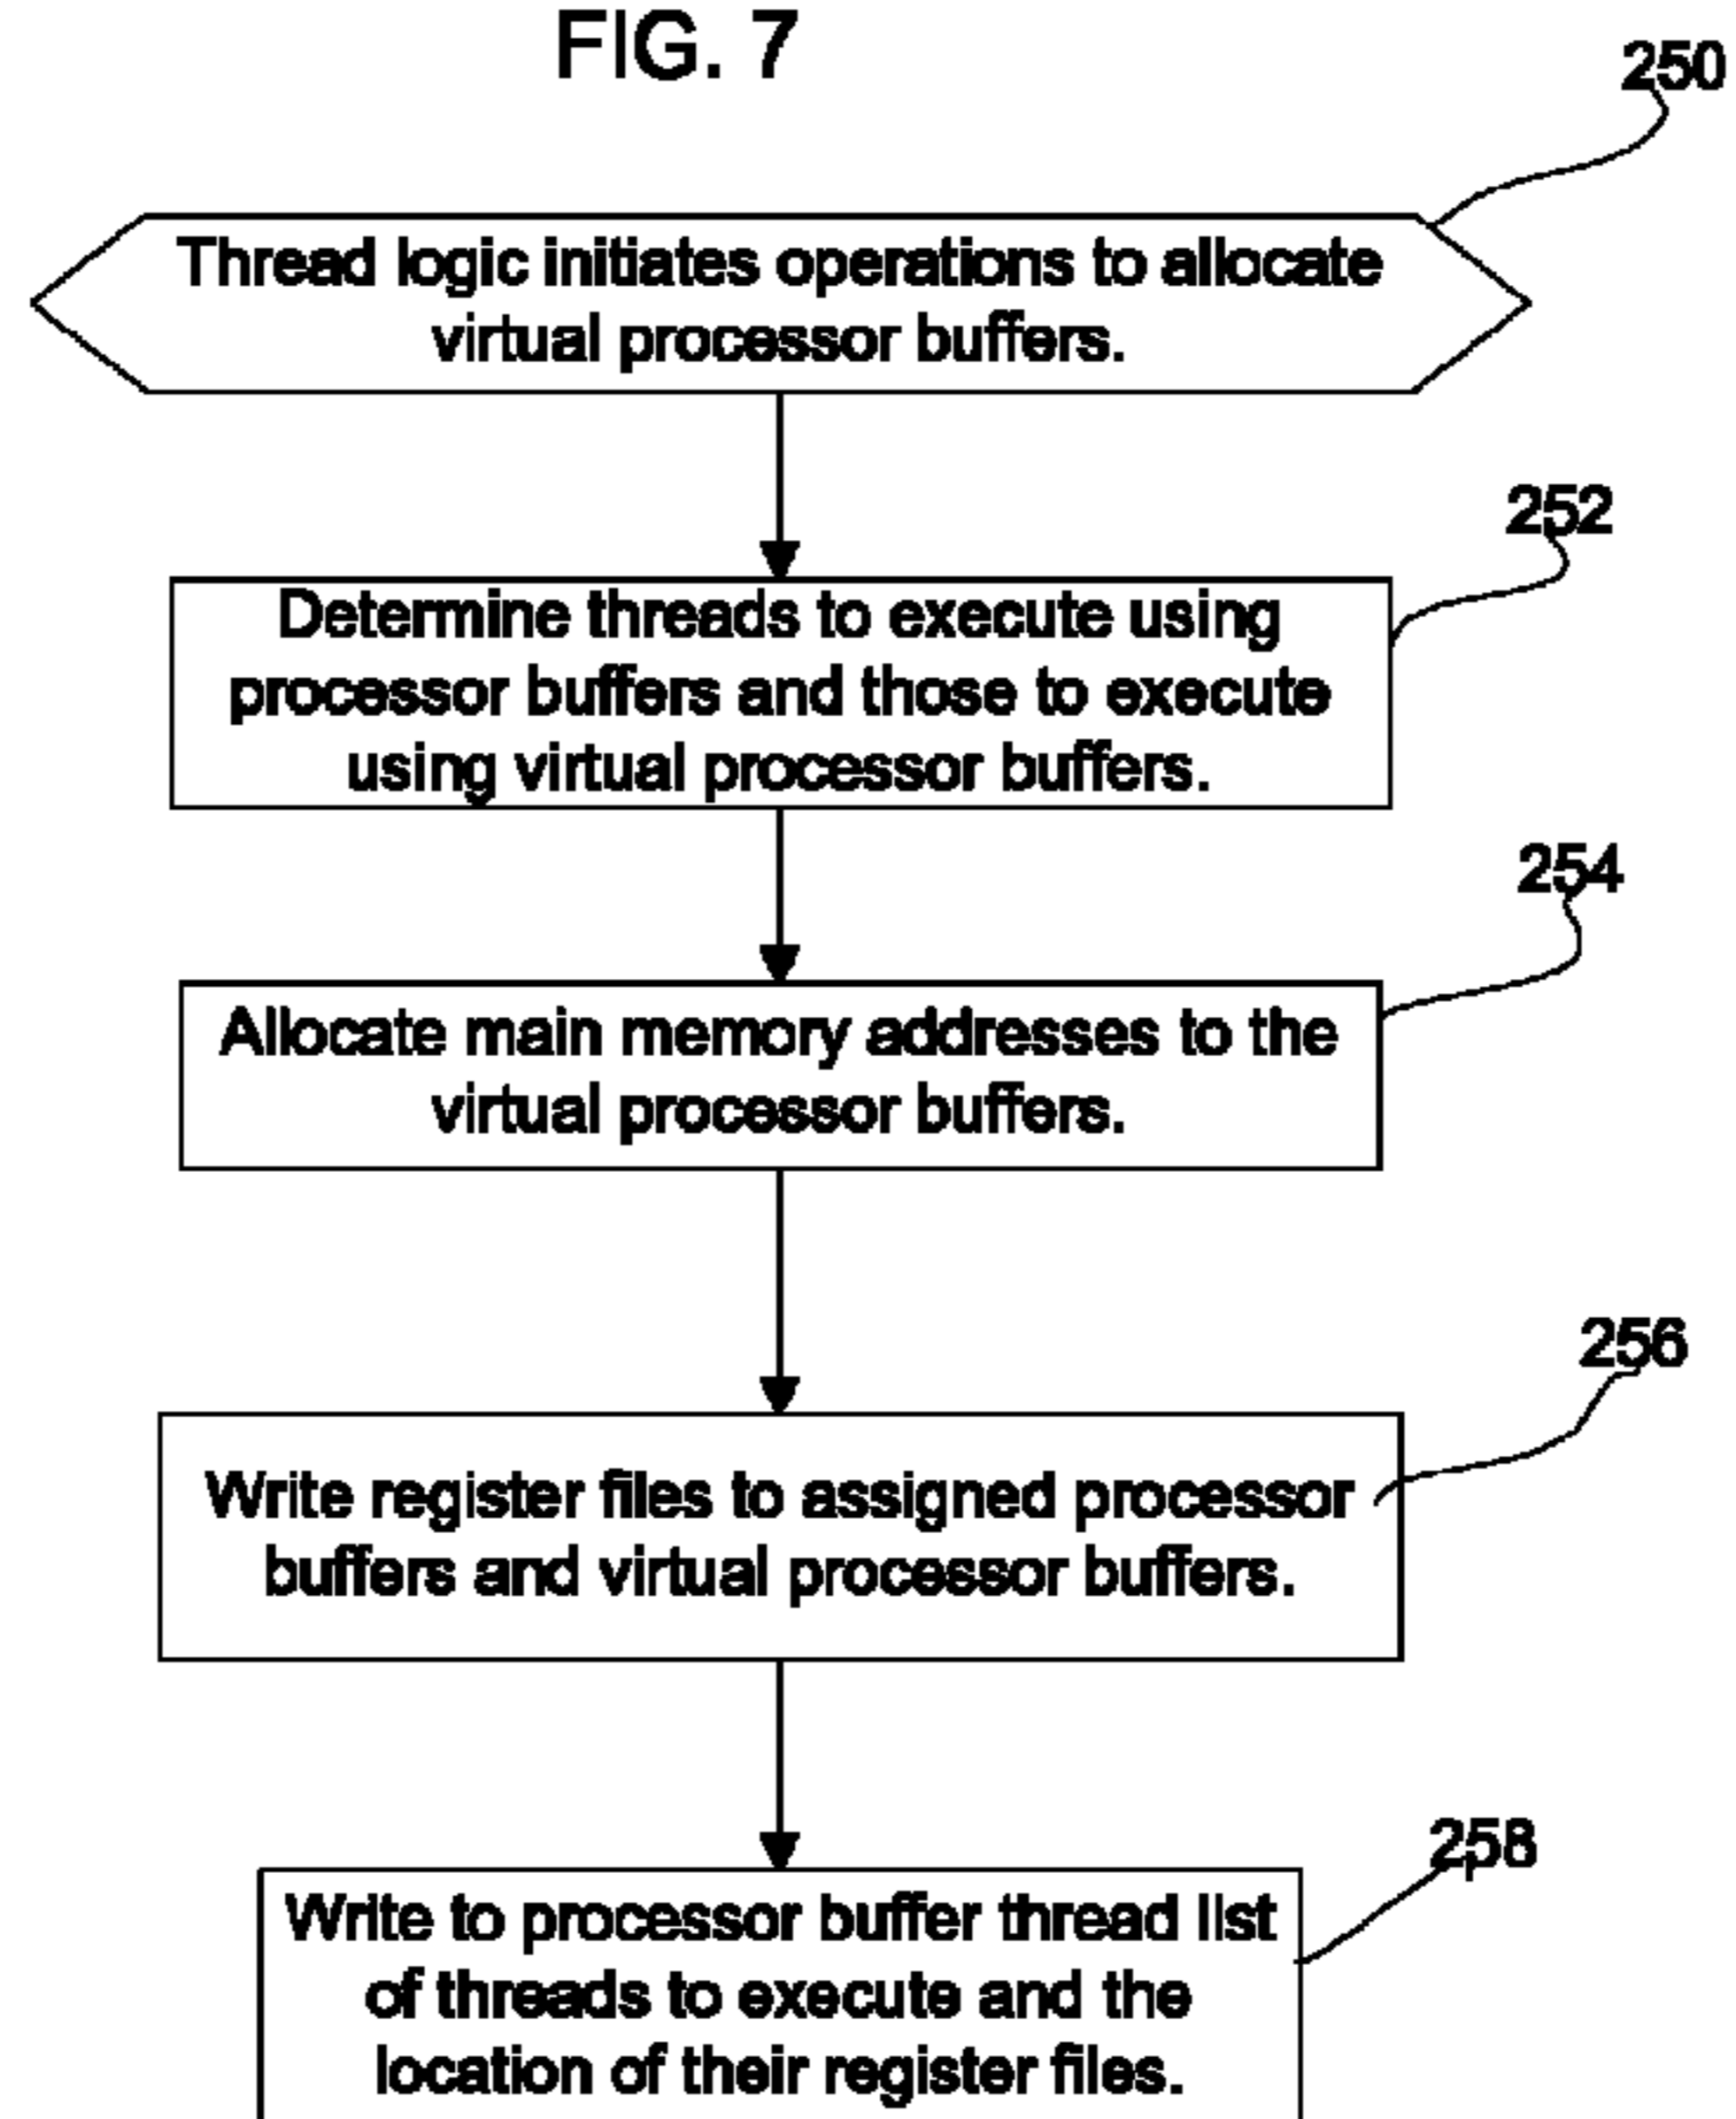 FIG. 7
250
Thread logic initiates operations to allocate
virtual processor buffers.
252
Determine threads to execute using
processor buffers and those to execute
using virtual processor buffers.
254
Allocate main memory addresses to the
virtual processor buffers.
256
Write register files to assigned processor
buffers and virtual processor buffers.
258
Write to processor buffer thread list
of threads to execute and the
location of their register files.